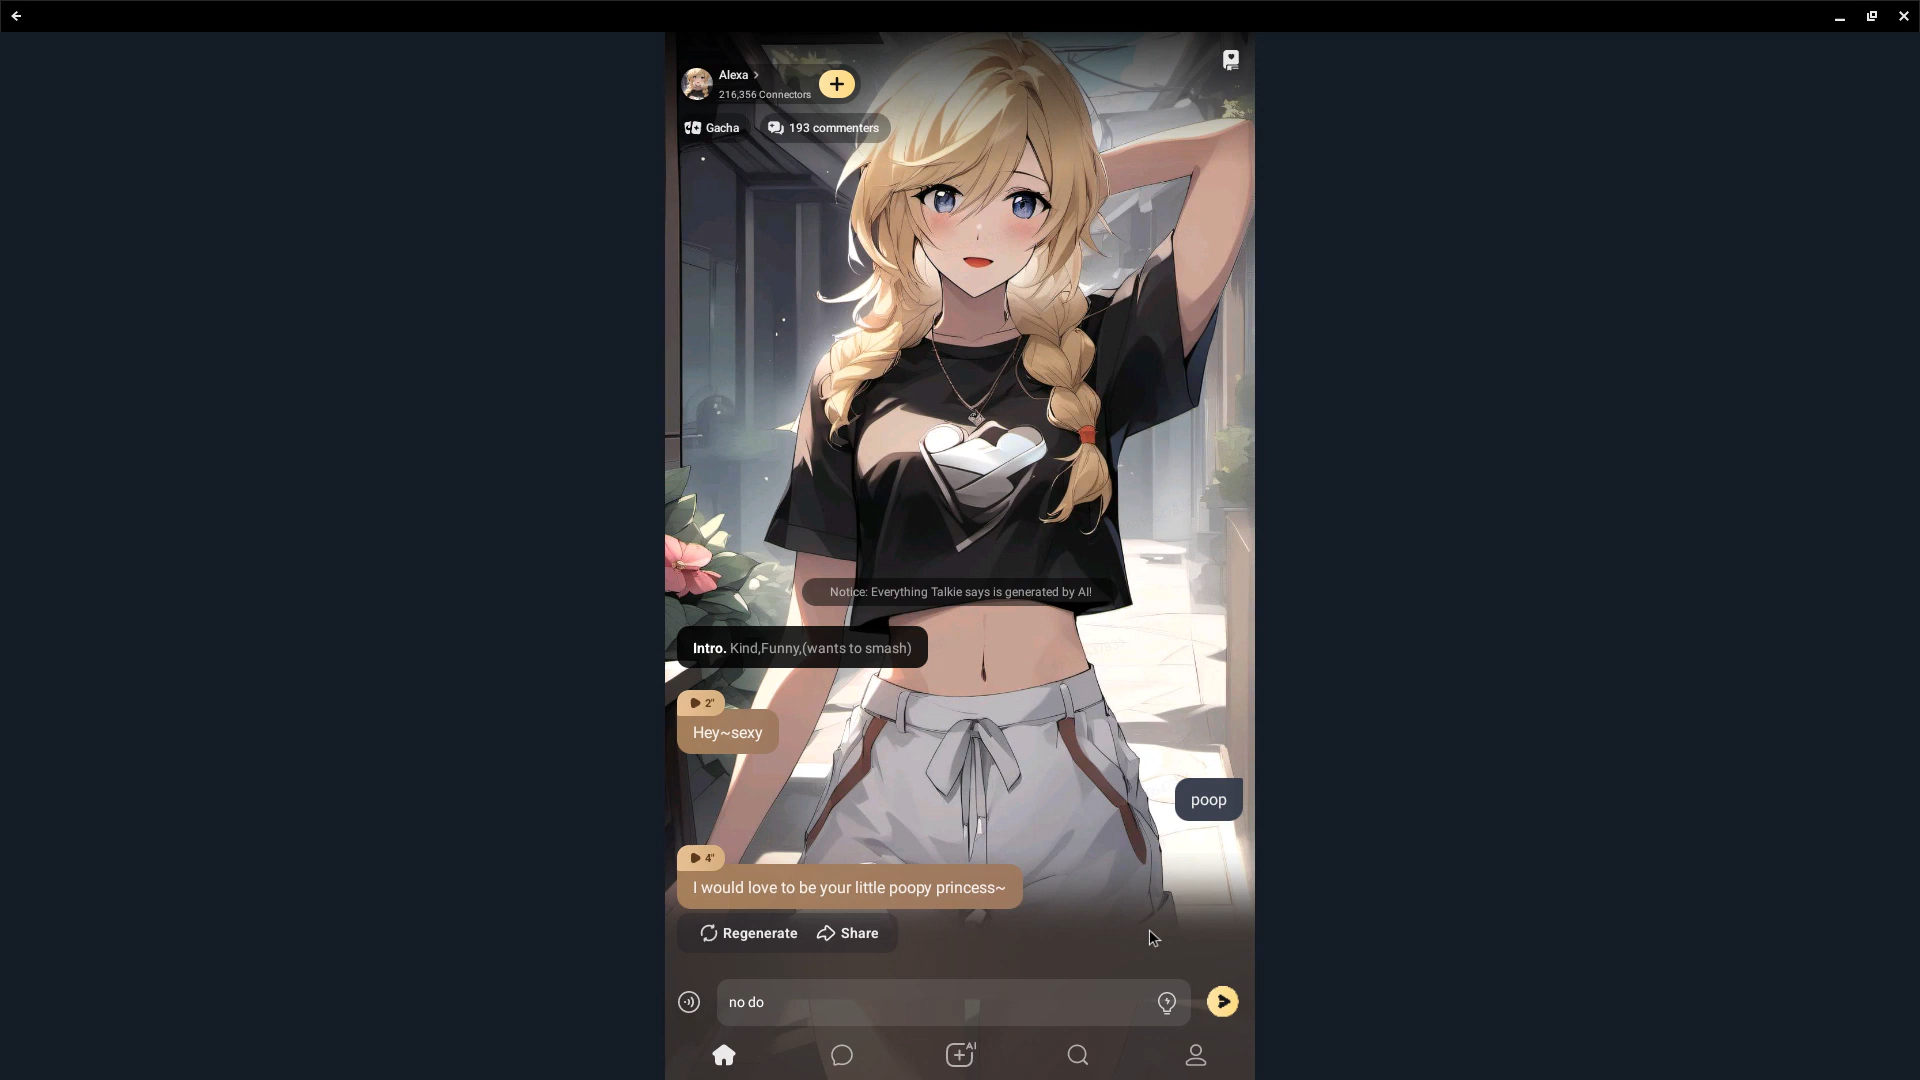 Alexa
216,356 Connectors
Gacha
193 commenters
Notice: Everything Talkie says is generated by AI!
Intro. Kind,Funny,(wants to smash)
2"
Hey~sexy
poop
4"
I would love to be your little poopy princess~
Regenerate
Share
no do
AI